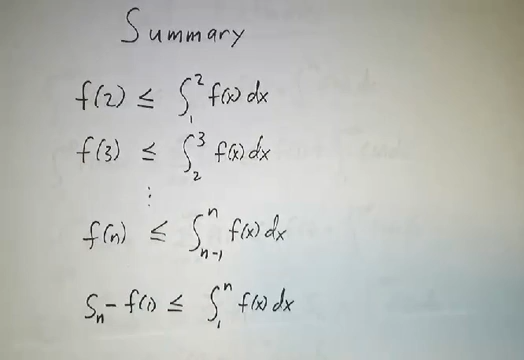 Summary
f(2) ≤ ∫₁² f(x) dx
f(3) ≤ ∫₂³ f(x) dx
⋮
f(n) ≤ ∫ₙ₋₁ⁿ f(x) dx
Sₙ − f(1) ≤ ∫₁ⁿ f(x) dx